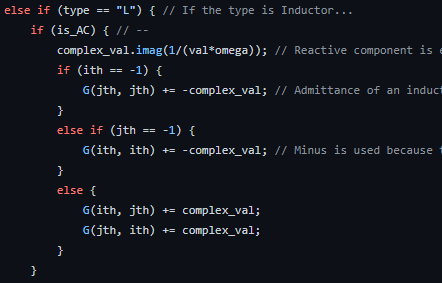 else if (type == "L") { // If the type is Inductor...
if (is_AC) { // --
complex_val.imag(1/(val*omega)); // Reactive component is
if (ith == -1) {
G(jth, jth) += -complex_val; // Admittance of an
}
else if (jth == -1) {
G(ith, ith) += -complex_val; // Minus is used because
}
else {
G(ith, jth) += complex_val;
G(jth, ith) += complex_val;
}
}